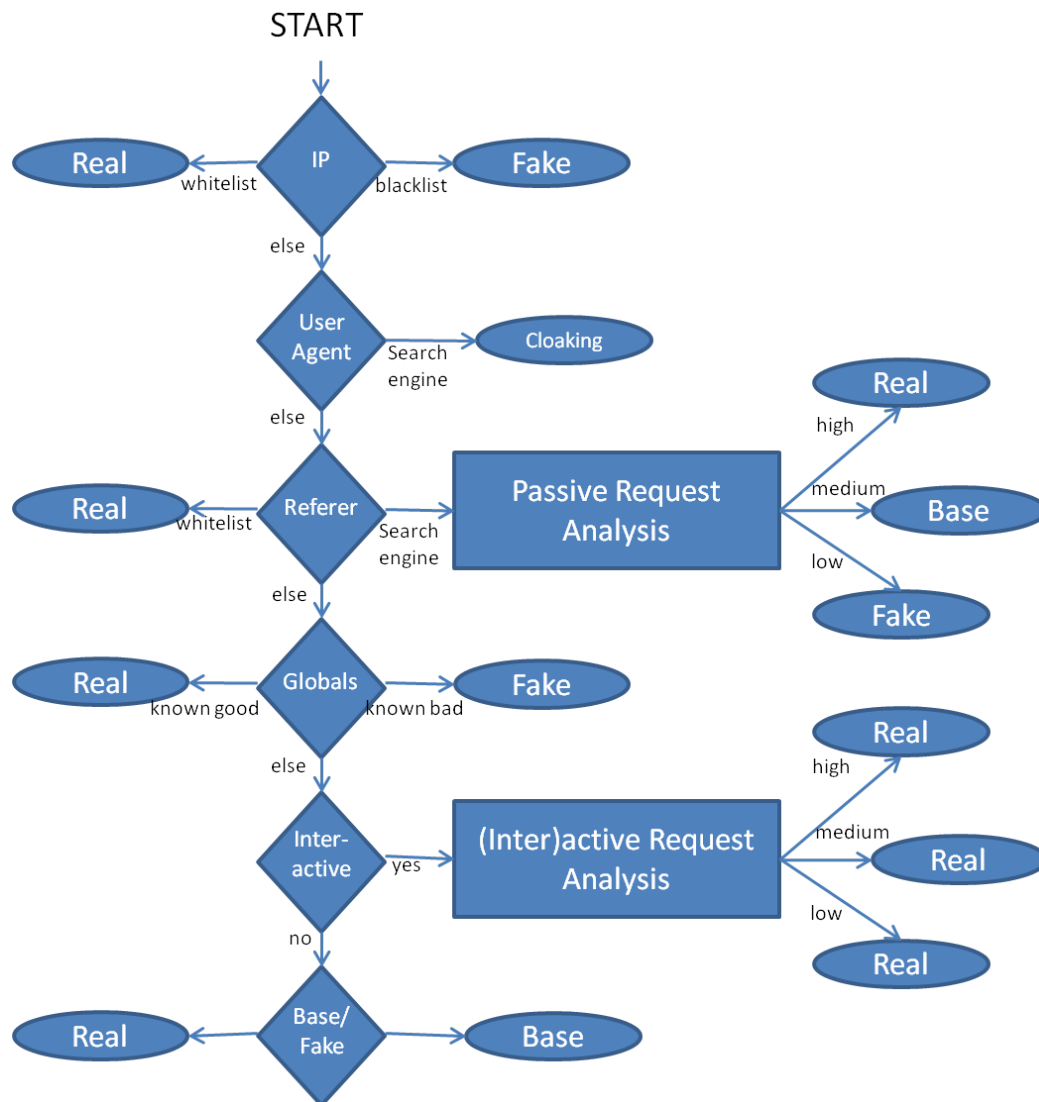 START
IP
Real
whitelist
Fake
blacklist
else
User
Agent
Search
engine
Cloaking
else
Real
whitelist
Referer
Search
engine
Passive Request
Analysis
high
Real
medium
Base
low
Fake
else
Real
known good
Globals
known bad
Fake
else
Inter-
active
yes
(Inter)active Request
Analysis
high
Real
medium
Real
low
Real
no
Real
Base/
Fake
Base